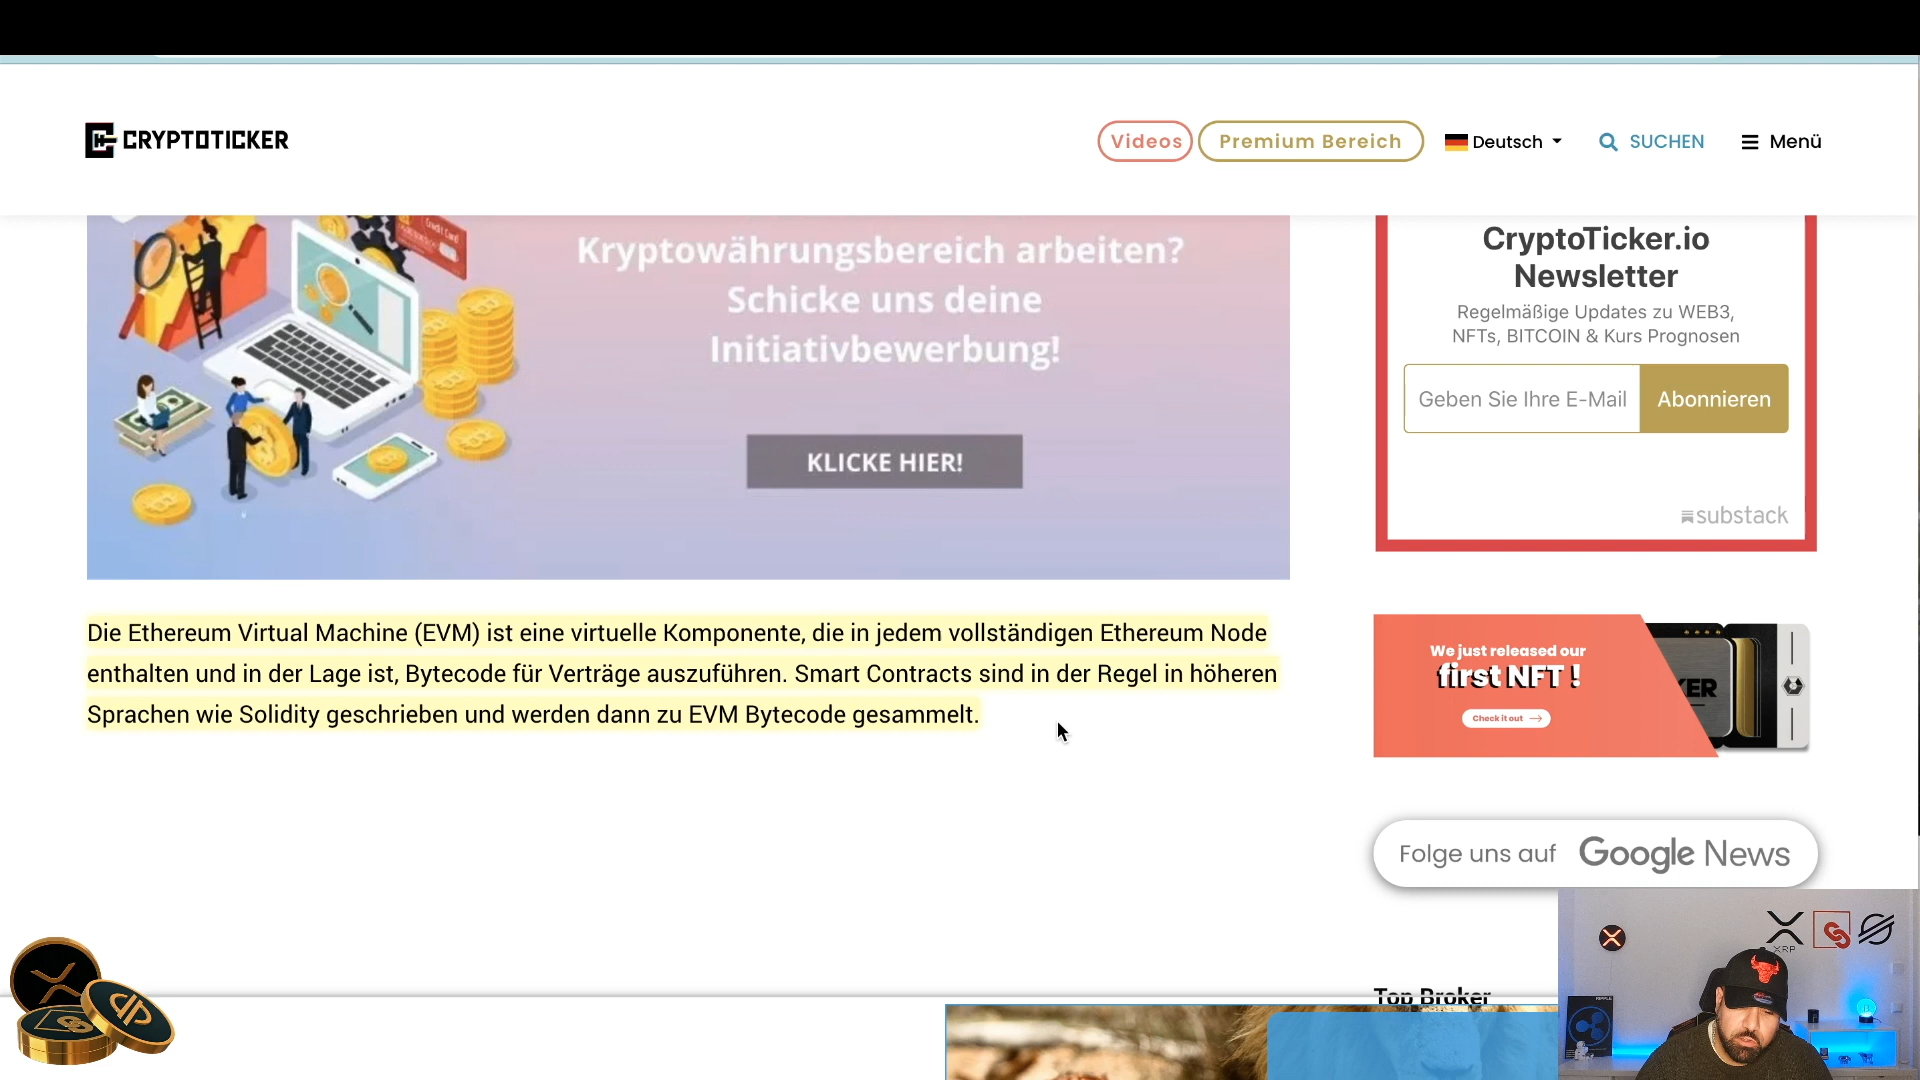 CRYPTOTICKER
Videos
Premium Bereich
Deutsch
SUCHEN
Menü
Kryptowährungsbereich arbeiten?
Schicke uns deine
Initiativbewerbung!
KLICKE HIER!
Die Ethereum Virtual Machine (EVM) ist eine virtuelle Komponente, die in jedem vollständigen Ethereum Node
enthalten und in der Lage ist, Bytecode für Verträge auszuführen. Smart Contracts sind in der Regel in höheren
Sprachen wie Solidity geschrieben und werden dann zu EVM Bytecode gesammelt.
CryptoTicker.io
Newsletter
Regelmäßige Updates zu WEB3,
NFTs, BITCOIN & Kurs Prognosen
Geben Sie Ihre E-Mail
Abonnieren
substack
We just released our
first NFT !
Check it out
Folge uns auf Google News
Top Broker
XRP
RIPPLE